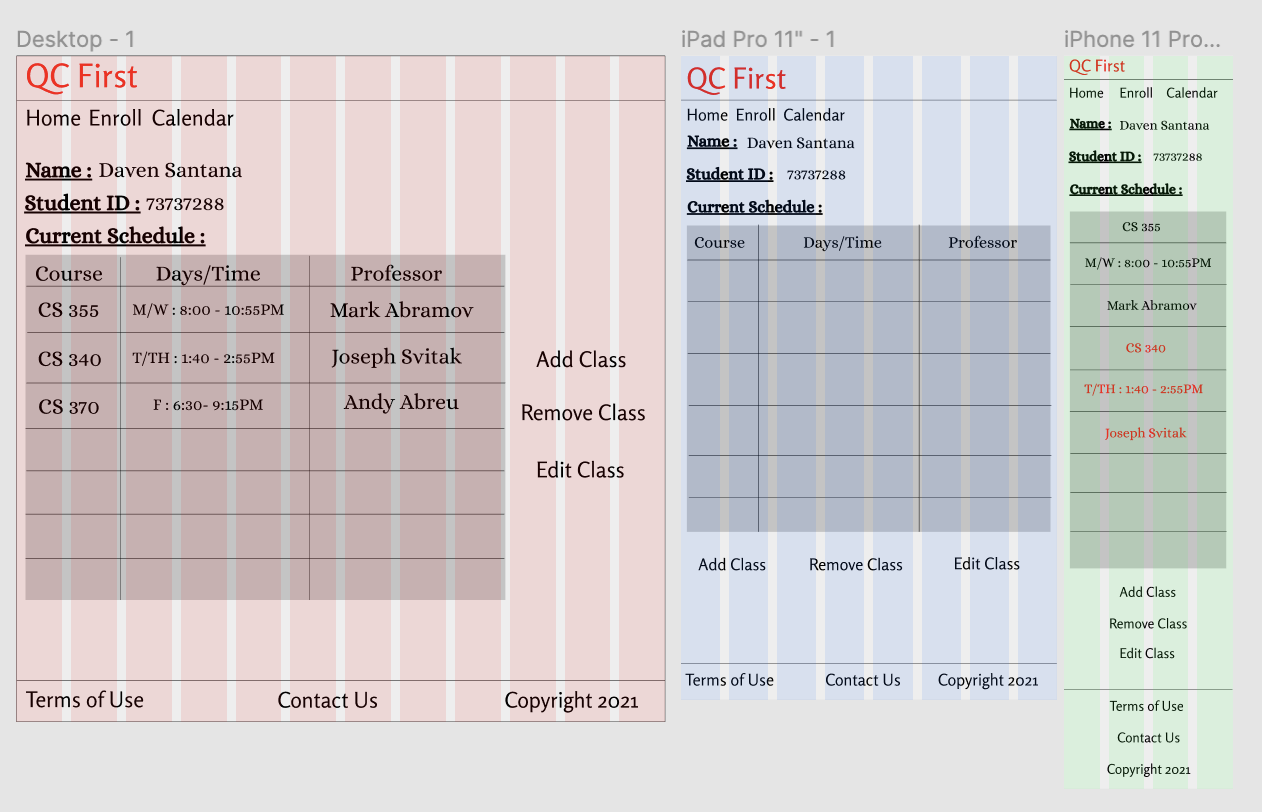 Desktop - 1
QC First
Home Enroll Calendar
Name : Daven Santana
Student ID : 73737288
Current Schedule :
Course Days/Time Professor
CS 355 M/W : 8:00 - 10:55PM Mark Abramov
CS 340 T/TH : 1:40 - 2:55PM Joseph Svitak
CS 370 F : 6:30- 9:15PM Andy Abreu
Add Class
Remove Class
Edit Class
Terms of Use Contact Us Copyright 2021
iPad Pro 11" - 1
QC First
Home Enroll Calendar
Name : Daven Santana
Student ID : 73737288
Current Schedule :
Course Days/Time Professor
Add Class Remove Class Edit Class
Terms of Use Contact Us Copyright 2021
iPhone 11 Pro...
QC First
Home Enroll Calendar
Name : Daven Santana
Student ID : 73737288
Current Schedule :
CS 355
M/W : 8:00 - 10:55PM
Mark Abramov
CS 340
T/TH : 1:40 - 2:55PM
Joseph Svitak
Add Class
Remove Class
Edit Class
Terms of Use
Contact Us
Copyright 2021